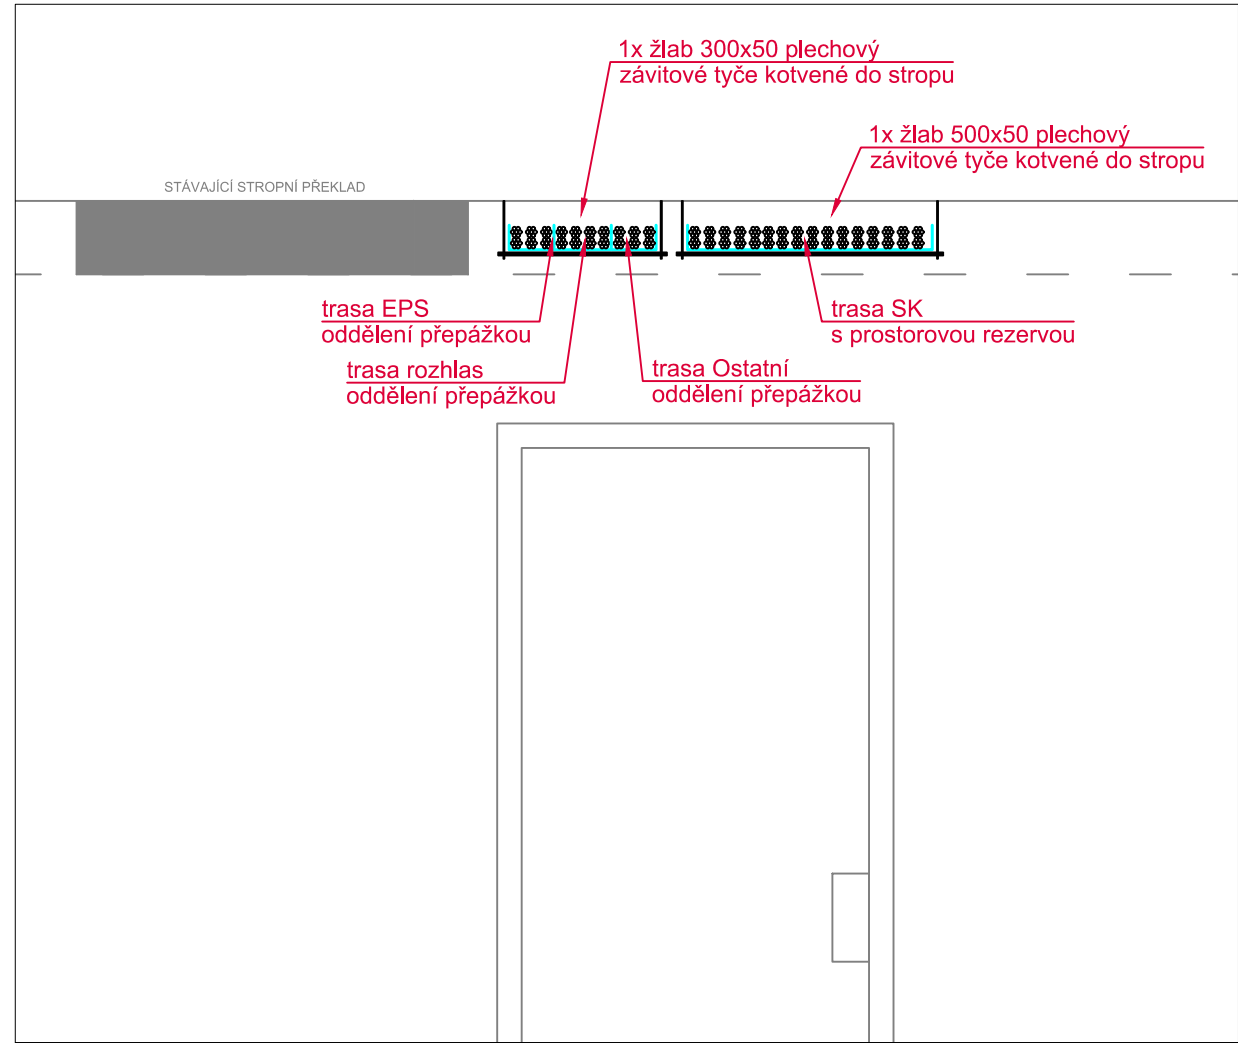 1x žlab 300x50 plechový
závitové tyče kotvené do stropu
1x žlab 500x50 plechový
závitové tyče kotvené do stropu
STÁVAJÍCÍ STROPNÍ PŘEKLAD
trasa EPS
oddělení přepážkou
trasa SK
s prostorovou rezervou
trasa rozhlas
oddělení přepážkou
trasa Ostatní
oddělení přepážkou